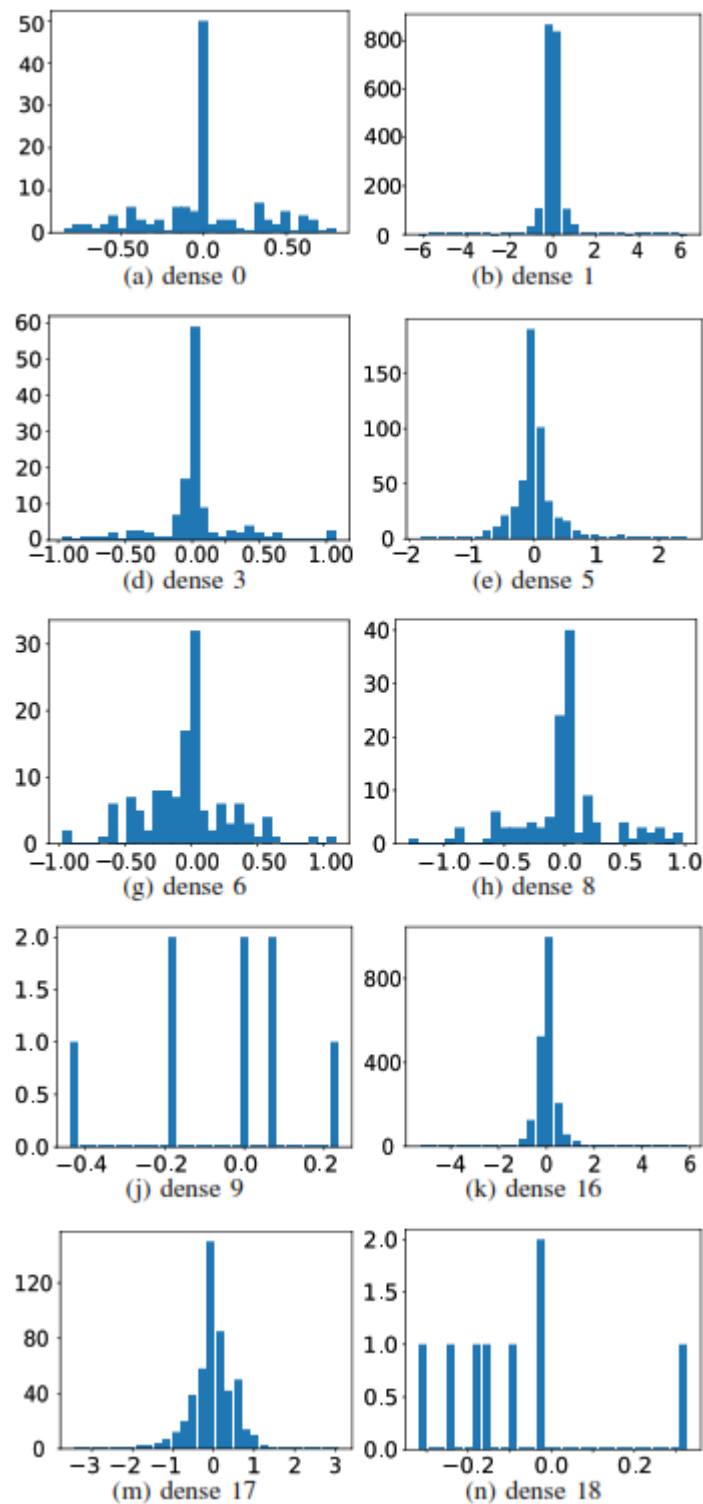 50
40
30
20
10
0
−0.50 0.0 0.50
(a) dense 0
800
600
400
200
0
−6 −4 −2 0 2 4 6
(b) dense 1
60
50
40
30
20
10
0
−1.00 −0.50 0.00 0.50 1.00
(d) dense 3
150
100
50
0
−2 −1 0 1 2
(e) dense 5
30
20
10
0
−1.00 −0.50 0.00 0.50 1.00
(g) dense 6
40
30
20
10
0
−1.0 −0.5 0.0 0.5 1.0
(h) dense 8
2.0
1.5
1.0
0.5
0.0
−0.4 −0.2 0.0 0.2
(j) dense 9
800
400
0
−4 −2 0 2 4 6
(k) dense 16
120
80
40
0
−3 −2 −1 0 1 2 3
(m) dense 17
2.0
1.5
1.0
0.5
0.0
−0.2 0.0 0.2
(n) dense 18